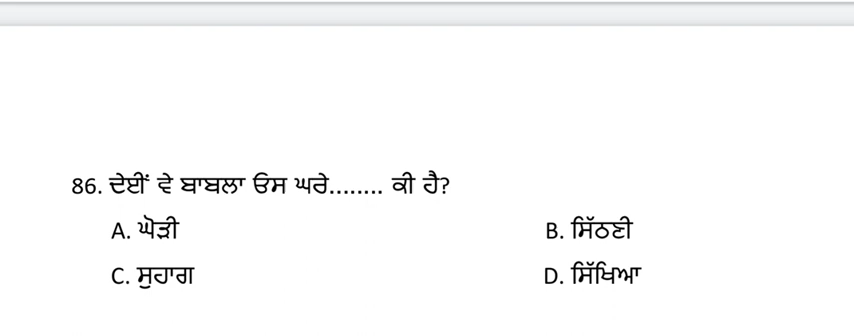 86. ਦੇਈਂ ਵੇ ਬਾਬਲਾ ਓਸ ਘਰੇ........ ਕੀ ਹੈ?
A. ਘੋੜੀ B. ਸਿੱਠਣੀ
C. ਸੁਹਾਗ D. ਸਿੱਖਿਆ